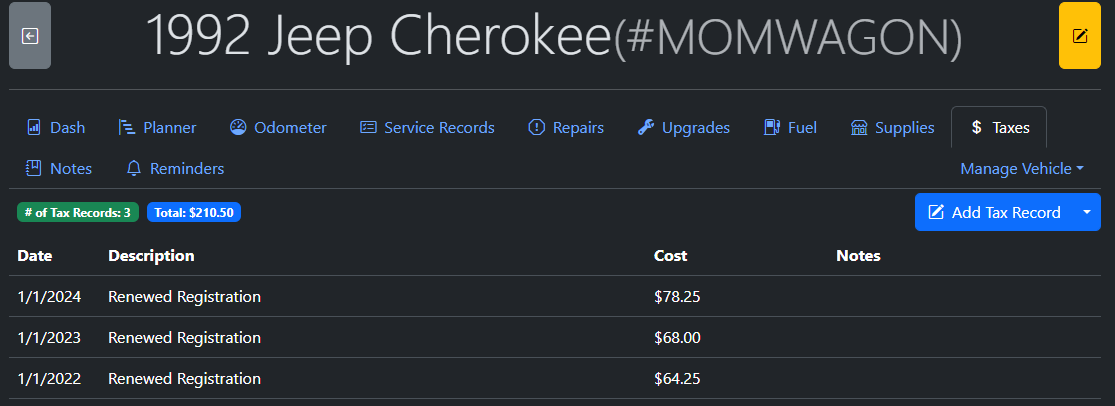 1992 Jeep Cherokee(#MOMWAGON)
Dash Planner Odometer Service Records Repairs Upgrades Fuel Supplies $ Taxes
Notes Reminders Manage Vehicle
# of Tax Records: 3 Total: $210.50 Add Tax Record
Date Description Cost Notes
1/1/2024 Renewed Registration $78.25
1/1/2023 Renewed Registration $68.00
1/1/2022 Renewed Registration $64.25